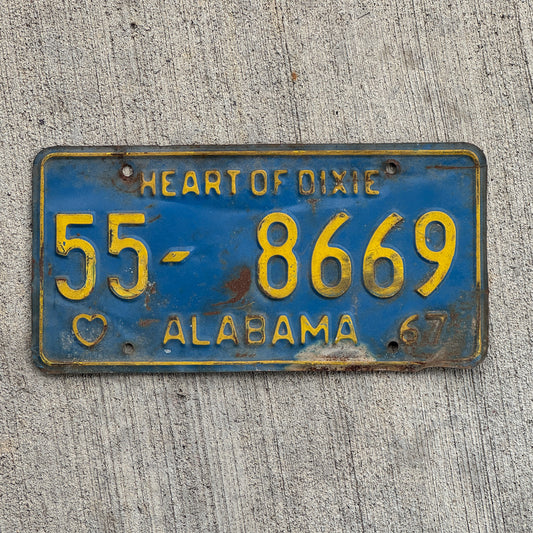 HEART OF DIXIE
55- 8669
ALABAMA 67